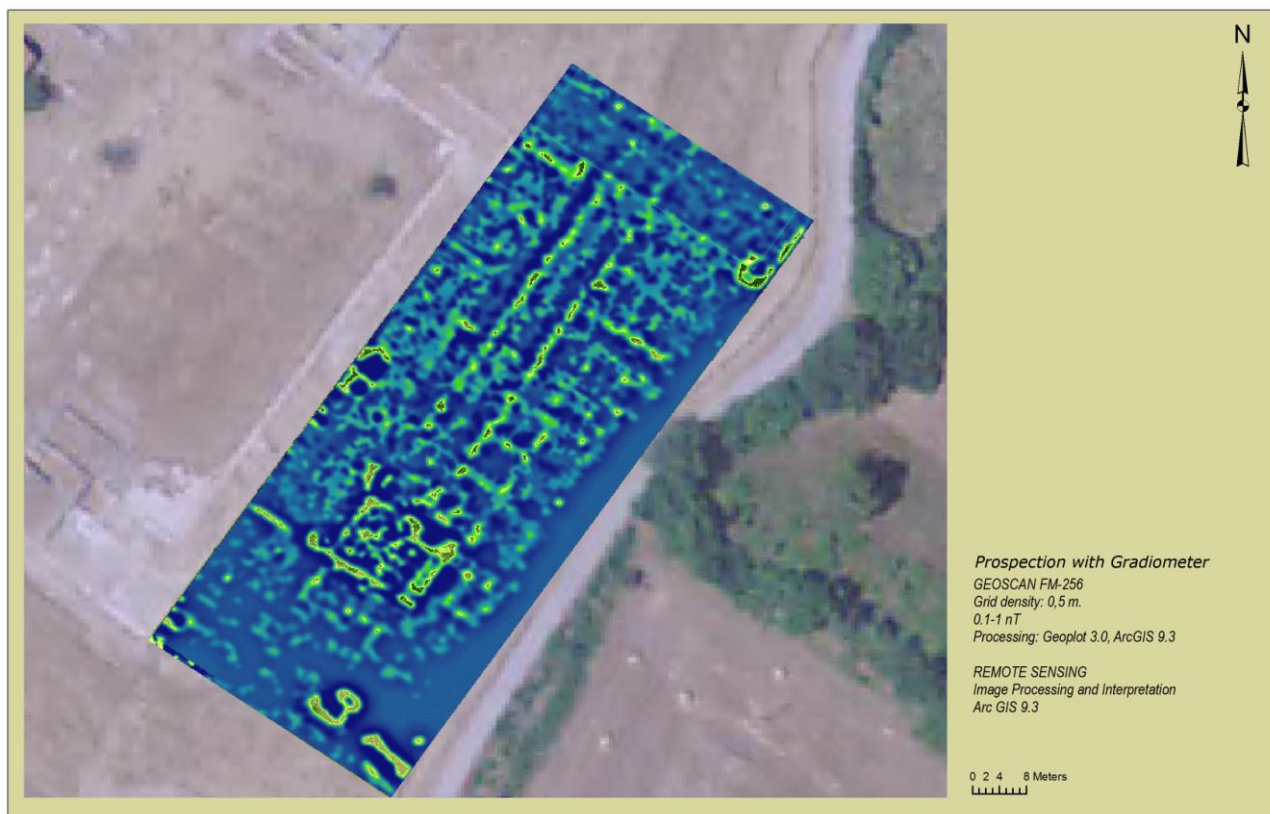 N
Prospection with Gradiometer
GEOSCAN FM-256
Grid density: 0,5 m.
0.1-1 nT
Processing: Geoplot 3.0, ArcGIS 9.3
REMOTE SENSING
Image Processing and Interpretation
Arc GIS 9.3
0 2 4 8 Meters